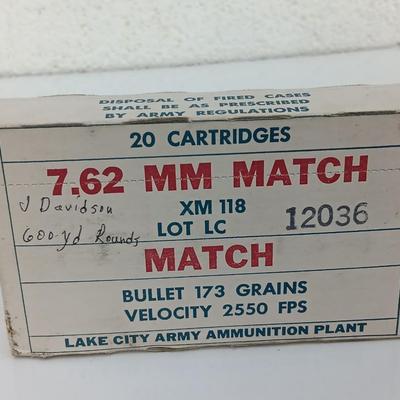 DISPOSAL OF FIRED CASES
SHALL BE AS PRESCRIBED
BY ARMY REGULATIONS
20 CARTRIDGES
7.62 MM MATCH
J Davidson
XM 118
600 yd Rounds
LOT LC 12036
MATCH
BULLET 173 GRAINS
VELOCITY 2550 FPS
LAKE CITY ARMY AMMUNITION PLANT